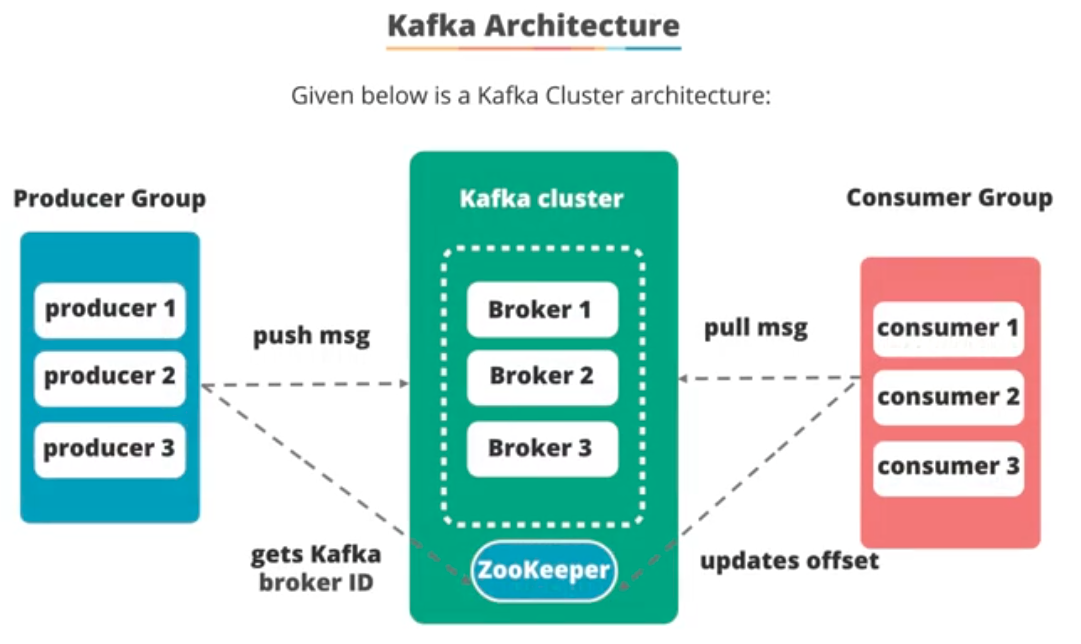 Kafka Architecture
Given below is a Kafka Cluster architecture:
Producer Group
producer 1
producer 2
producer 3
push msg
gets Kafka
broker ID
Kafka cluster
Broker 1
Broker 2
Broker 3
ZooKeeper
pull msg
updates offset
Consumer Group
consumer 1
consumer 2
consumer 3